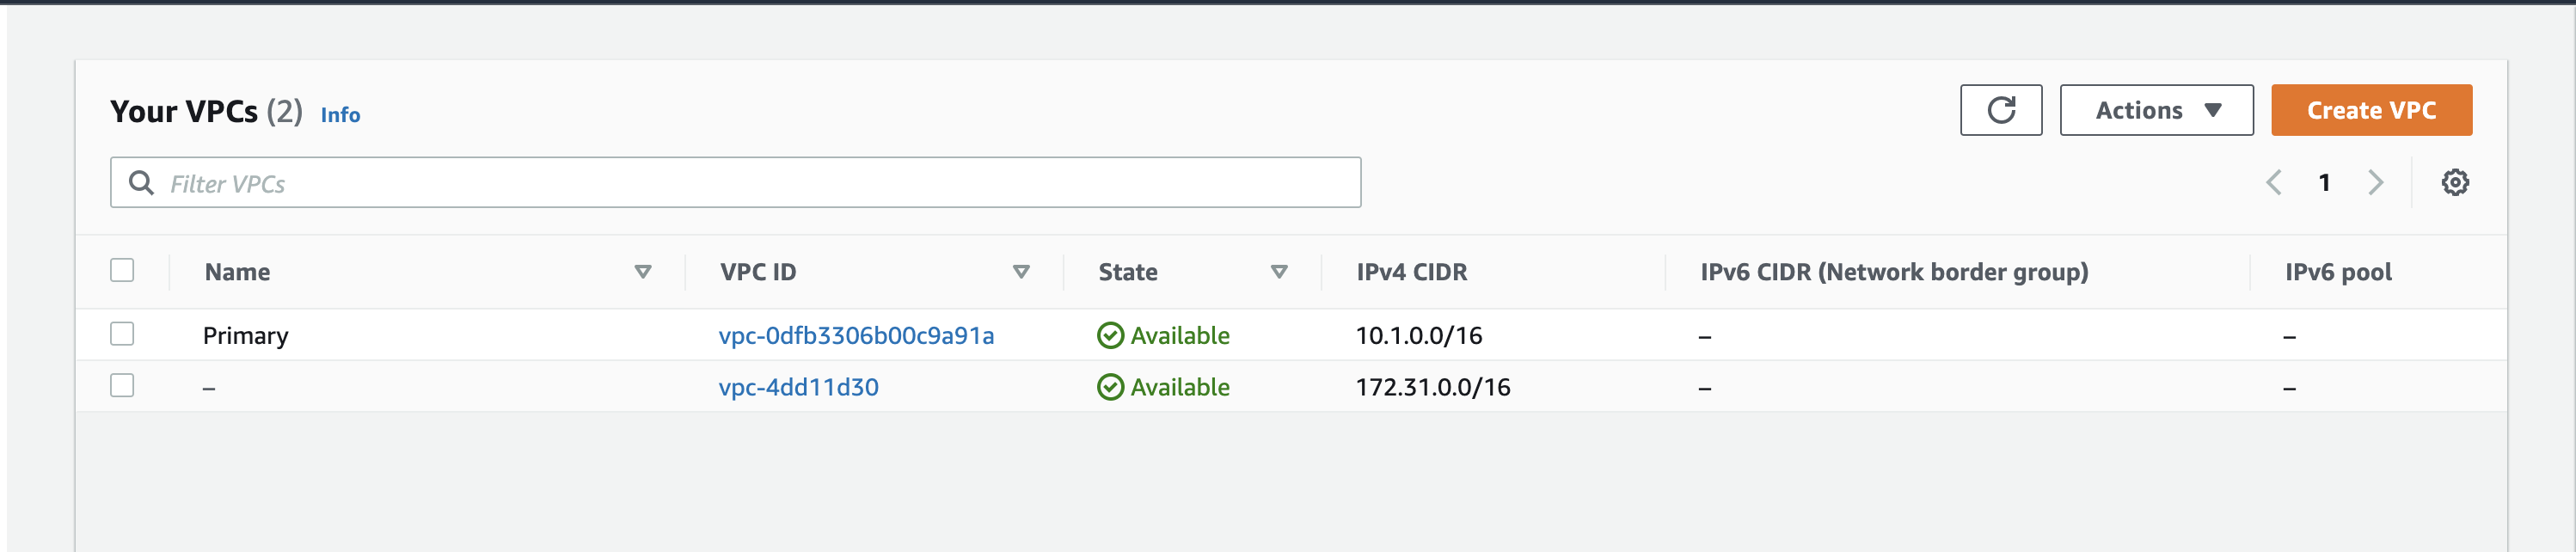 Your VPCs (2) Info
Actions Create VPC
Filter VPCs
1
Name VPC ID State IPv4 CIDR IPv6 CIDR (Network border group) IPv6 pool
Primary vpc-0dfb3306b00c9a91a Available 10.1.0.0/16 – –
– vpc-4dd11d30 Available 172.31.0.0/16 – –